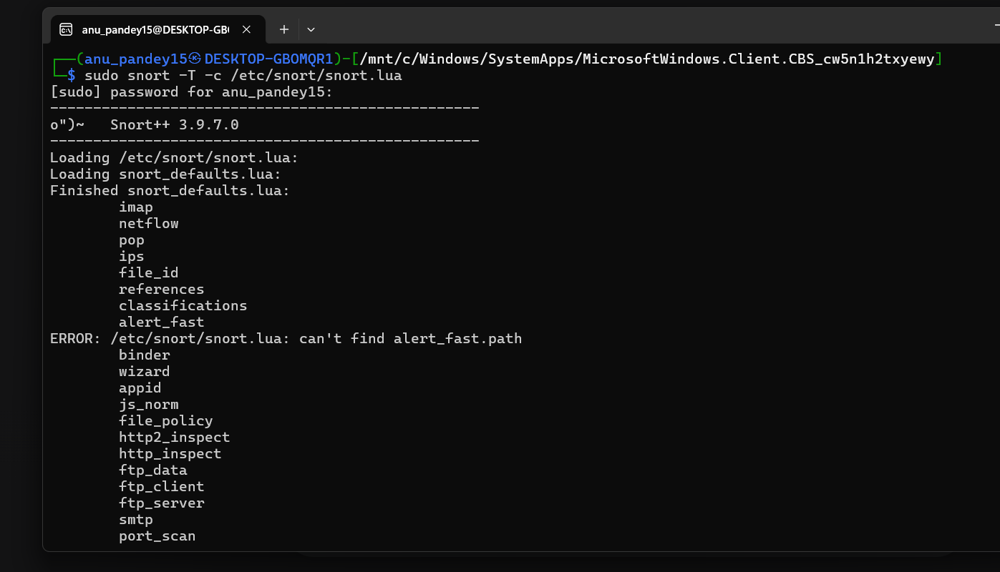 anu_pandey15@DESKTOP-GB
┌──(anu_pandey15㉿DESKTOP-GBOMQR1)-[/mnt/c/Windows/SystemApps/MicrosoftWindows.Client.CBS_cw5n1h2txyewy]
└─$ sudo snort -T -c /etc/snort/snort.lua
[sudo] password for anu_pandey15:
--------------------------------------------------
o")~   Snort++ 3.9.7.0
--------------------------------------------------
Loading /etc/snort/snort.lua:
Loading snort_defaults.lua:
Finished snort_defaults.lua:
        imap
        netflow
        pop
        ips
        file_id
        references
        classifications
        alert_fast
ERROR: /etc/snort/snort.lua: can't find alert_fast.path
        binder
        wizard
        appid
        js_norm
        file_policy
        http2_inspect
        http_inspect
        ftp_data
        ftp_client
        ftp_server
        smtp
        port_scan